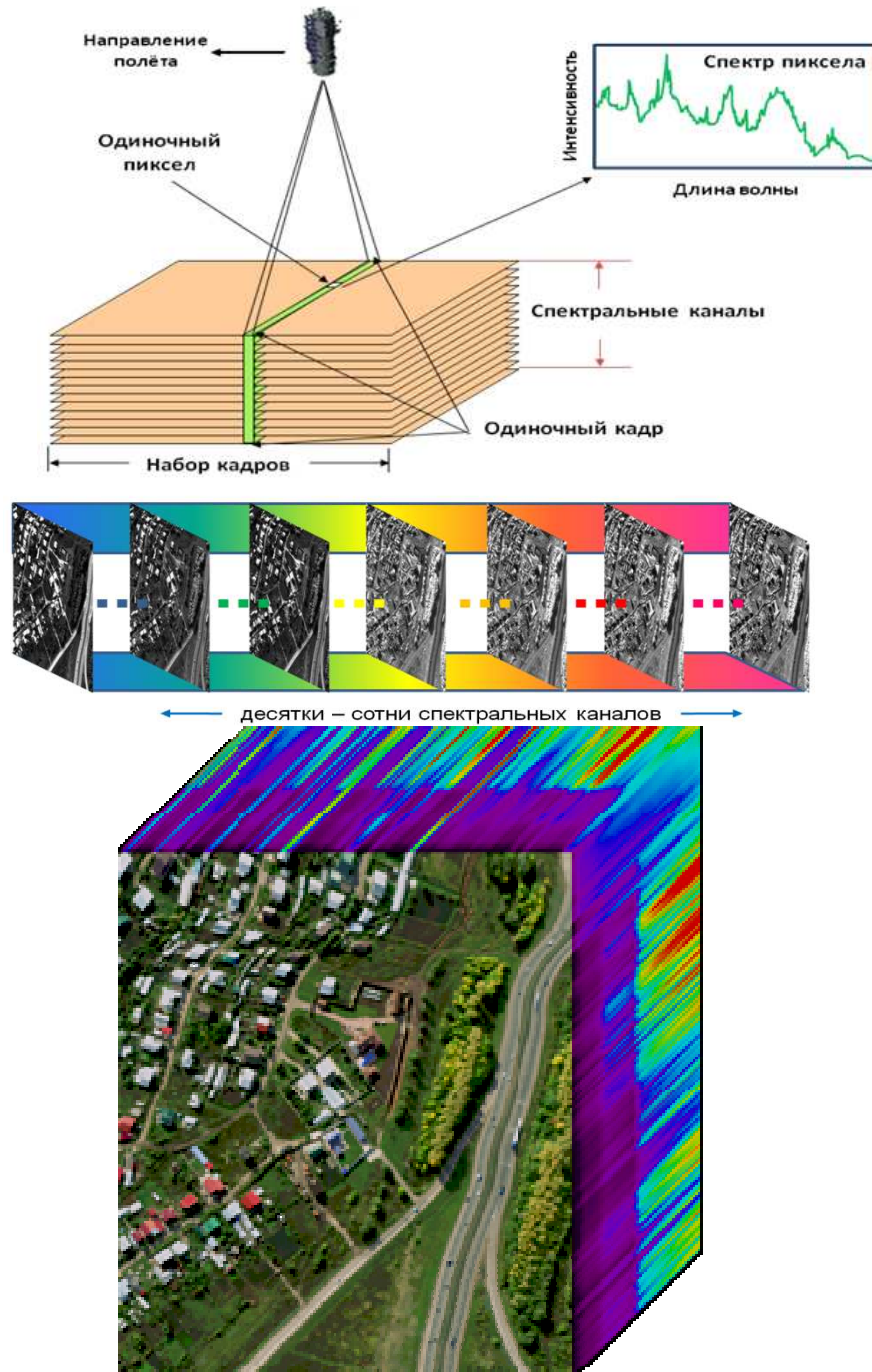 Направление
полёта
Интенсивность
Спектр пиксела
Длина волны
Одиночный
пиксел
Спектральные каналы
Одиночный кадр
Набор кадров
десятки – сотни спектральных каналов